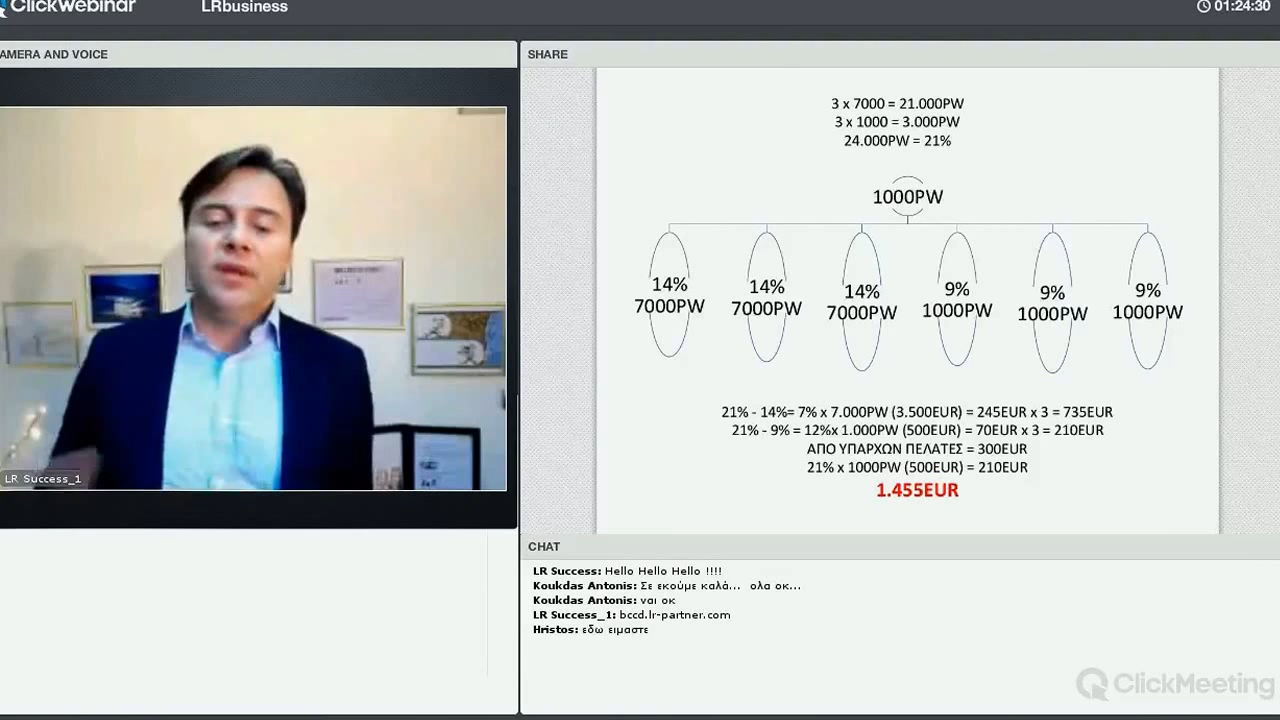 ClickWebinar
LRbusiness
01:24:30
AMERA AND VOICE
LR Success_1
SHARE
3 x 7000 = 21.000PW
3 x 1000 = 3.000PW
24.000PW = 21%
1000PW
14%
7000PW
14%
7000PW
14%
7000PW
9%
1000PW
9%
1000PW
9%
1000PW
21% - 14%= 7% x 7.000PW (3.500EUR) = 245EUR x 3 = 735EUR
21% - 9% = 12%x 1.000PW (500EUR) = 70EUR x 3 = 210EUR
ΑΠΟ ΥΠΑΡΧΩΝ ΠΕΛΑΤΕΣ = 300EUR
21% x 1000PW (500EUR) = 210EUR
1.455EUR
CHAT
LR Success: Hello Hello Hello !!!!
Koukdas Antonis: Σε εκούμε καλά... ολα οκ...
Koukdas Antonis: ναι οκ
LR Success_1: bccd.lr-partner.com
Hristos: εδω ειμαστε
ClickMeeting